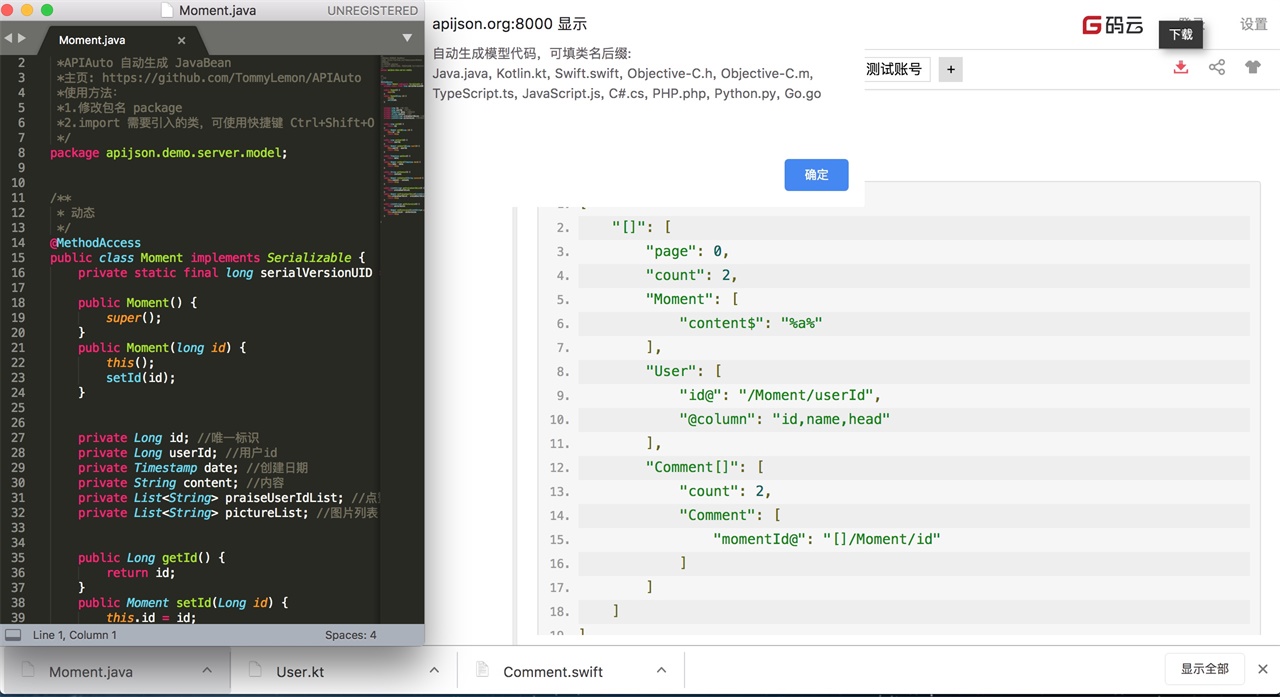 Moment.java
UNREGISTERED
Moment.java ×
2 *APIAuto 自动生成 JavaBean
3 *主页: https://github.com/TommyLemon/APIAuto
4 *使用方法：
5 *1.修改包名 package
6 *2.import 需要引入的类，可使用快捷键 Ctrl+Shift+O
7 */
8 package apijson.demo.server.model;
9
10
11 /**
12 * 动态
13 */
14 @MethodAccess
15 public class Moment implements Serializable {
16 private static final long serialVersionUID
17
18 public Moment() {
19 super();
20 }
21 public Moment(long id) {
22 this();
23 setId(id);
24 }
25
26
27 private Long id; //唯一标识
28 private Long userId; //用户id
29 private Timestamp date; //创建日期
30 private String content; //内容
31 private List<String> praiseUserIdList; //点
32 private List<String> pictureList; //图片列表
33
34
35 public Long getId() {
36 return id;
37 }
38 public Moment setId(Long id) {
39 this.id = id;
Line 1, Column 1
Spaces: 4
apijson.org:8000 显示
自动生成模型代码，可填类名后缀:
Java.java, Kotlin.kt, Swift.swift, Objective-C.h, Objective-C.m,
TypeScript.ts, JavaScript.js, C#.cs, PHP.php, Python.py, Go.go
确定
G 码云
设置
下载
测试账号
+
2. "[]": [
3. "page": 0,
4. "count": 2,
5. "Moment": [
6. "content$": "%a%"
7. ],
8. "User": [
9. "id@": "/Moment/userId",
10. "@column": "id,name,head"
11. ],
12. "Comment[]": [
13. "count": 2,
14. "Comment": [
15. "momentId@": "[]/Moment/id"
16. ]
17. ]
18. ]
Moment.java
User.kt
Comment.swift
显示全部